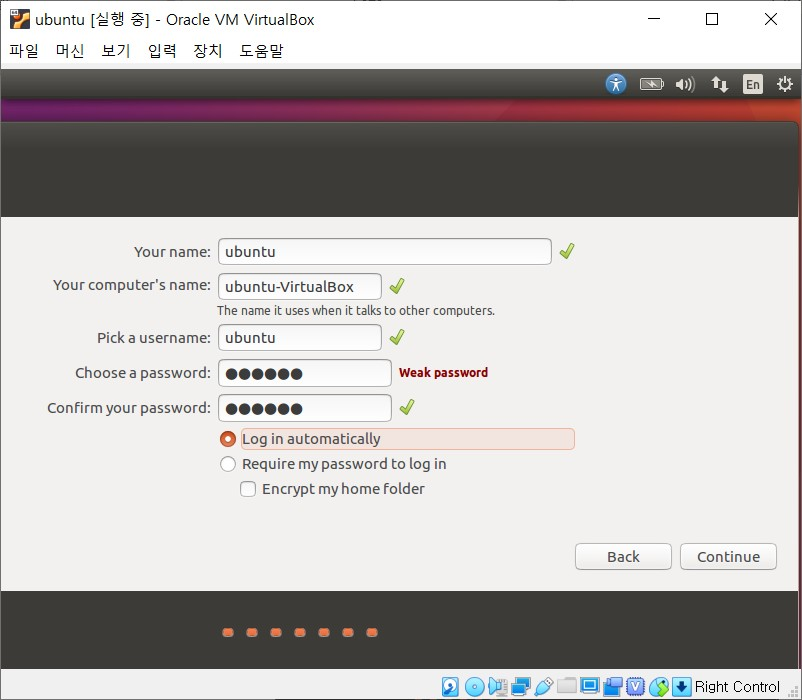 ubuntu [실행 중] - Oracle VM VirtualBox
파일 머신 보기 입력 장치 도움말
En
Your name: ubuntu
Your computer's name: ubuntu-VirtualBox
The name it uses when it talks to other computers.
Pick a username: ubuntu
Choose a password: ●●●●●● Weak password
Confirm your password: ●●●●●●
Log in automatically
Require my password to log in
Encrypt my home folder
Back Continue
Right Control